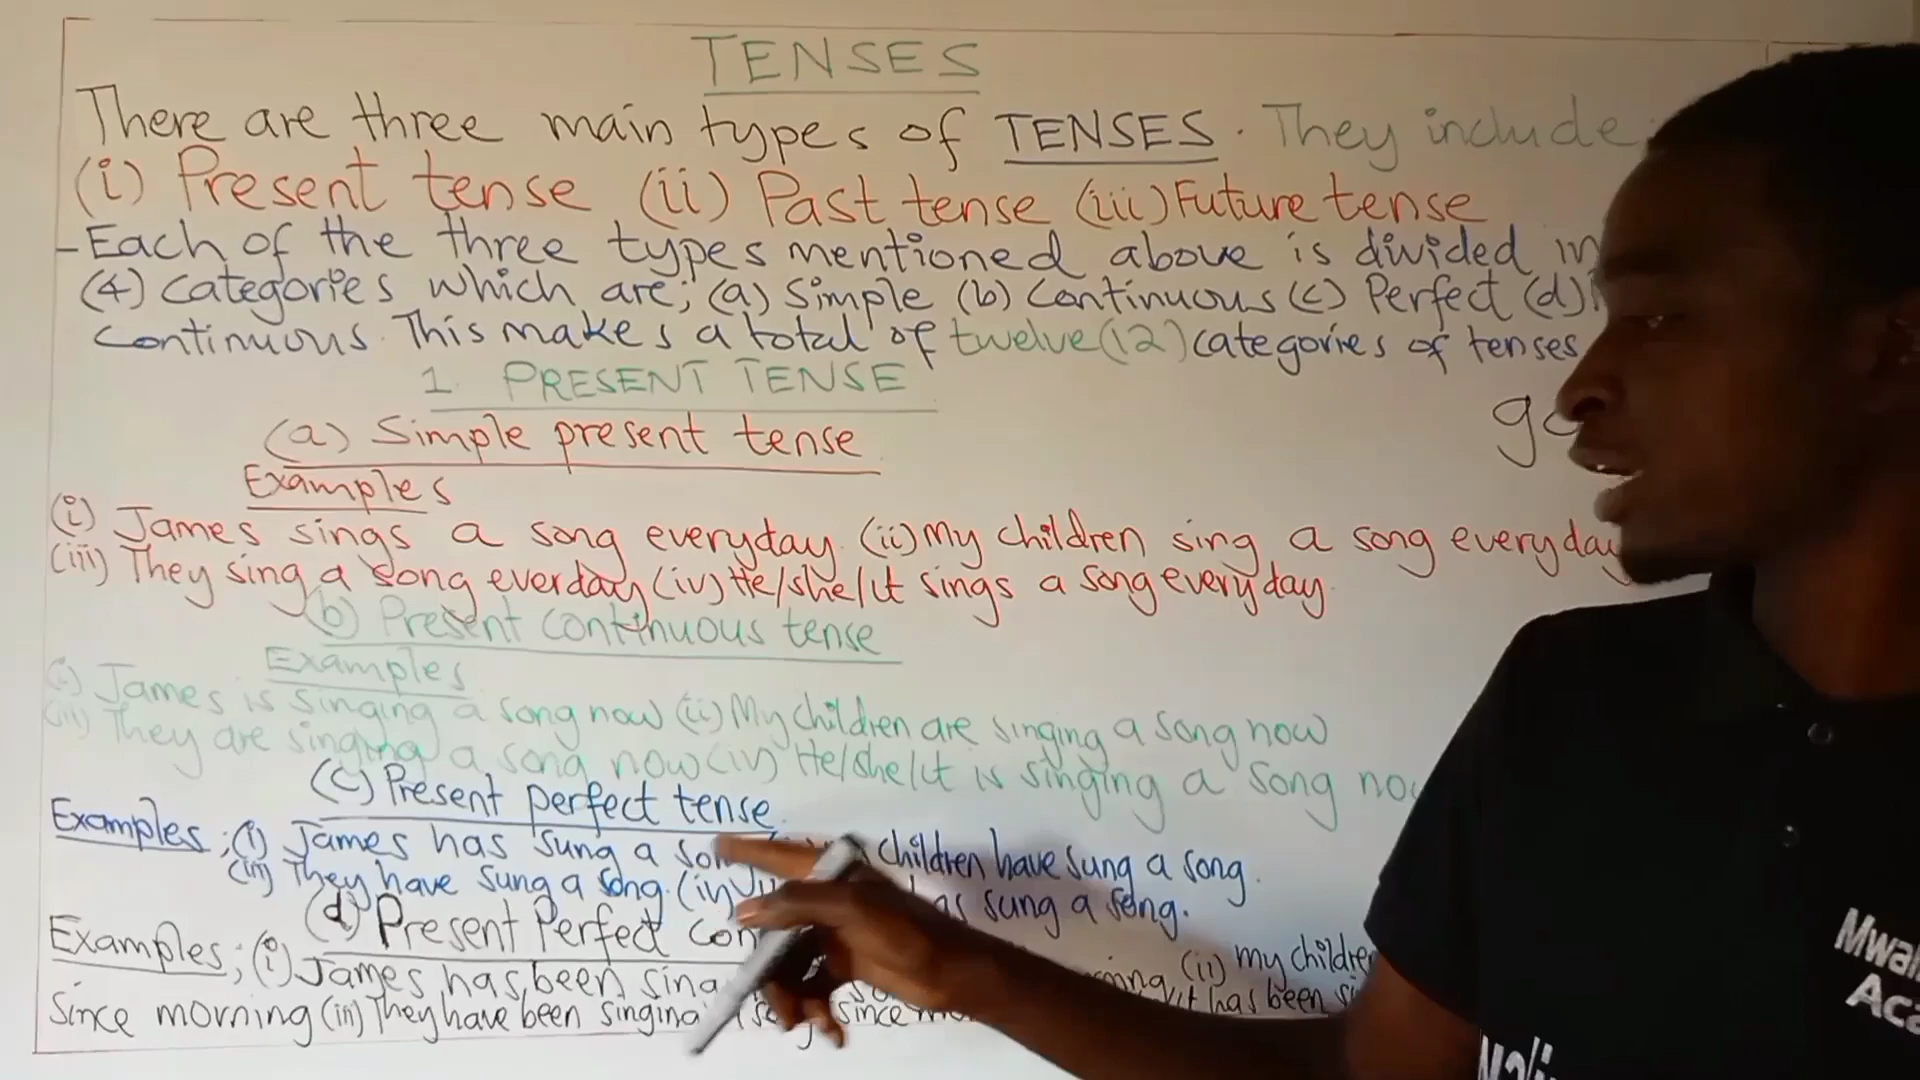 TENSES
There are three main types of TENSES. They include;
(i) Present tense (ii) Past tense (iii) Future tense
- Each of the three types mentioned above is divided in
(4) categories which are; (a) Simple (b) Continuous (c) Perfect (d)
continuous. This makes a total of twelve (12) categories of tenses
1. PRESENT TENSE
(a) Simple present tense
Examples
(i) James sings a song everyday. (ii) My children sing a song everyday
(iii) They sing a song everday (iv) He/she/it sings a song everyday.
(b) Present continuous tense
Examples
(i) James is singing a song now (ii) My children are singing a song now
(iii) They are singing a song now (iv) He/she/it is singing a song now
(c) Present perfect tense.
Examples; (i) James has sung a children have sung a song.
(iii) They have sung a song. (iv) has sung a song.
(d) Present Perfect
Examples; (i) James has been (ii) my children
since morning (iii) They have been singing since it has been
Mwal
Aca